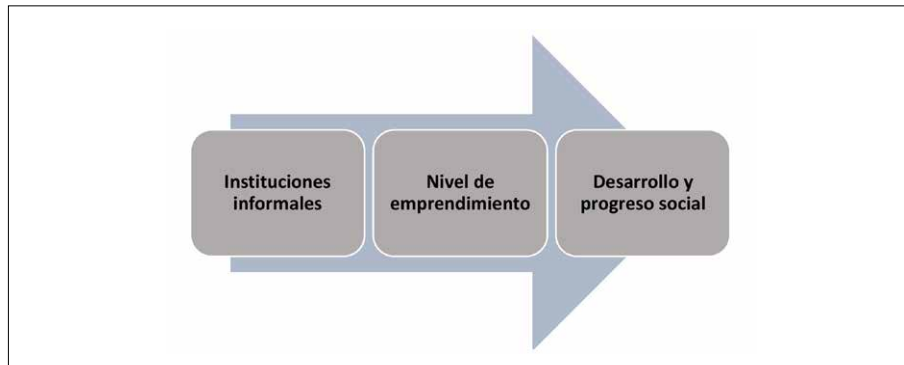 Instituciones
informales
Nivel de
emprendimiento
Desarrollo y
progreso social